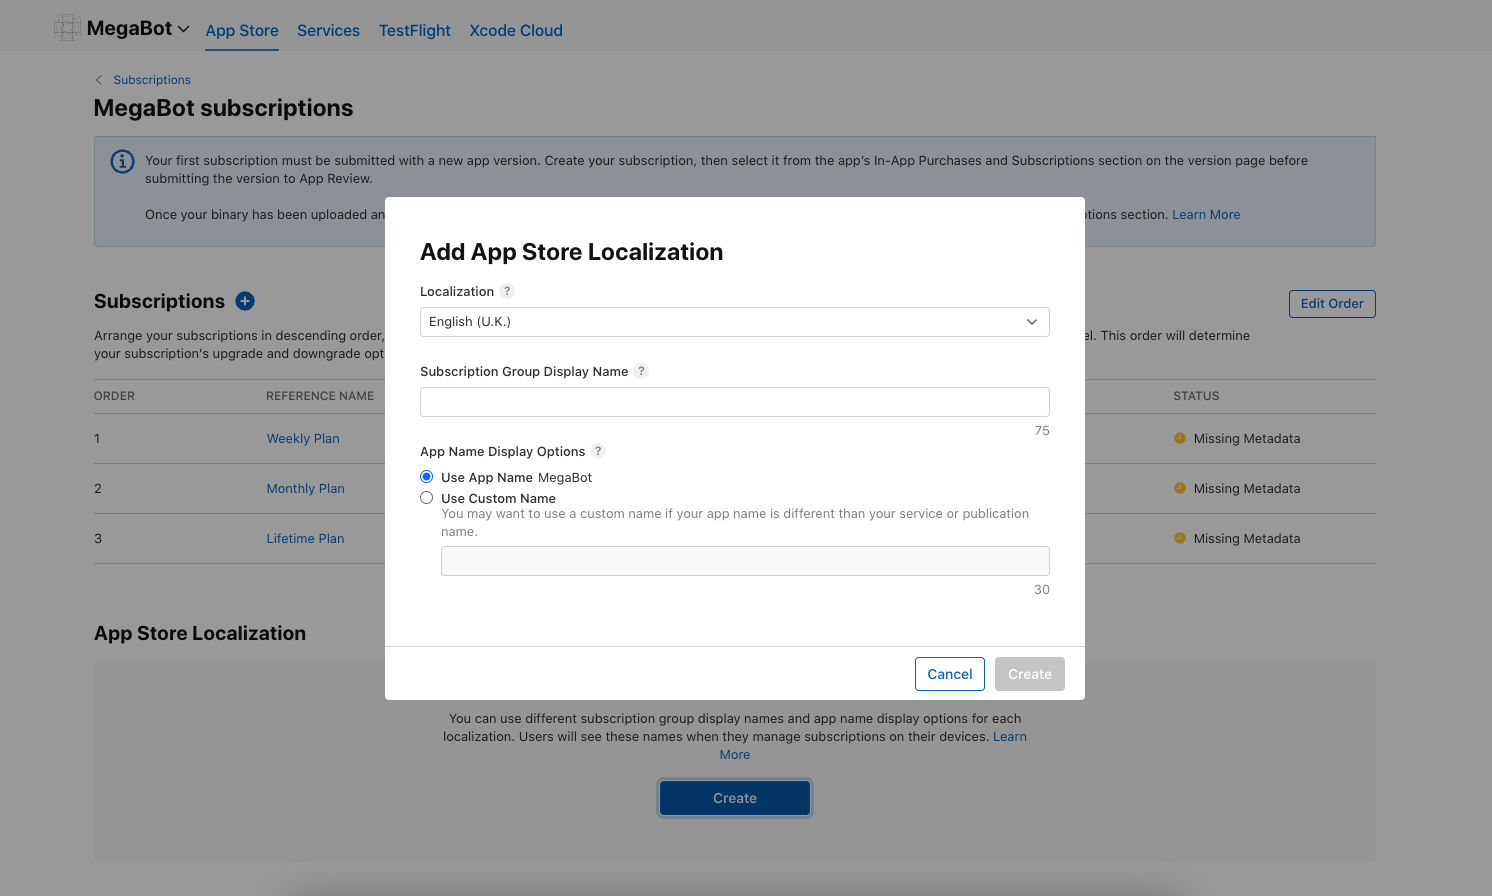 MegaBot
App Store
Services
TestFlight
Xcode Cloud
Subscriptions
MegaBot subscriptions
Your first subscription must be submitted with a new app version. Create your subscription, then select it from the app’s In-App Purchases and Subscriptions section on the version page before
submitting the version to App Review.
Once your binary has been uploaded an
tions section. Learn More
Subscriptions
Edit Order
Arrange your subscriptions in descending order,
el. This order will determine
your subscription's upgrade and downgrade opt
ORDER
REFERENCE NAME
STATUS
1
Weekly Plan
Missing Metadata
2
Monthly Plan
Missing Metadata
3
Lifetime Plan
Missing Metadata
App Store Localization
Add App Store Localization
Localization ?
English (U.K.)
Subscription Group Display Name ?
75
App Name Display Options ?
Use App Name MegaBot
Use Custom Name
You may want to use a custom name if your app name is different than your service or publication
name.
30
Cancel
Create
You can use different subscription group display names and app name display options for each
localization. Users will see these names when they manage subscriptions on their devices. Learn
More
Create